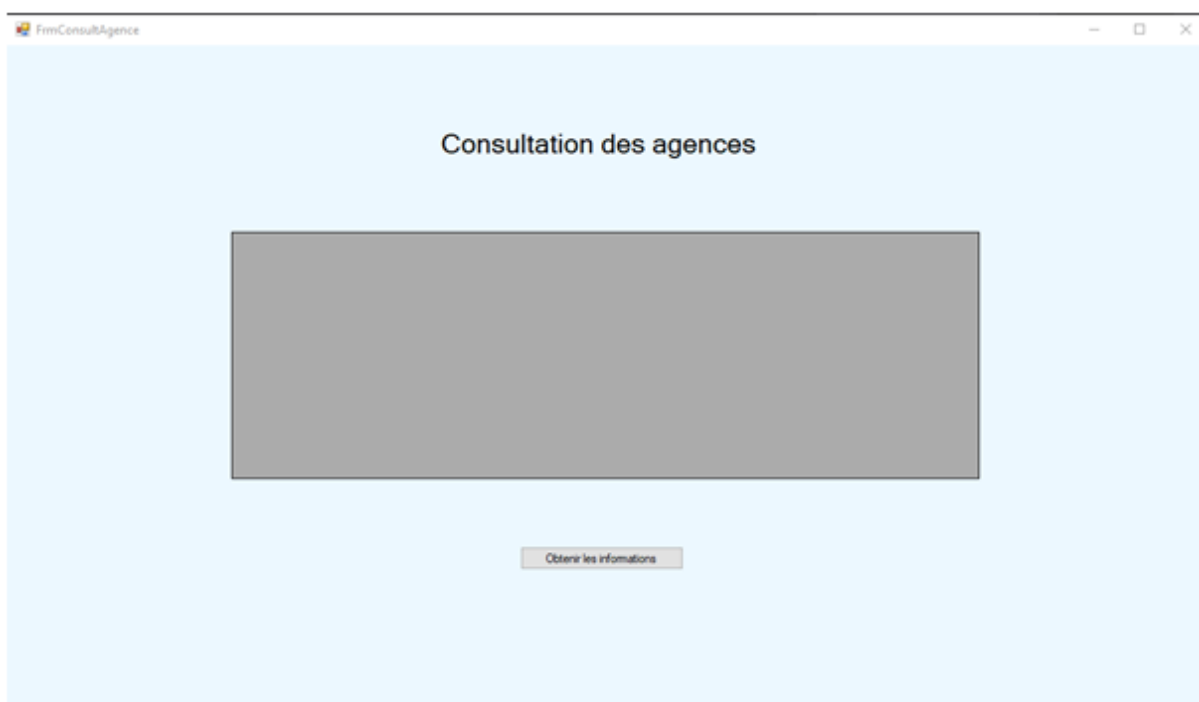 FrmConsultAgence
Consultation des agences
Obtenir les informations